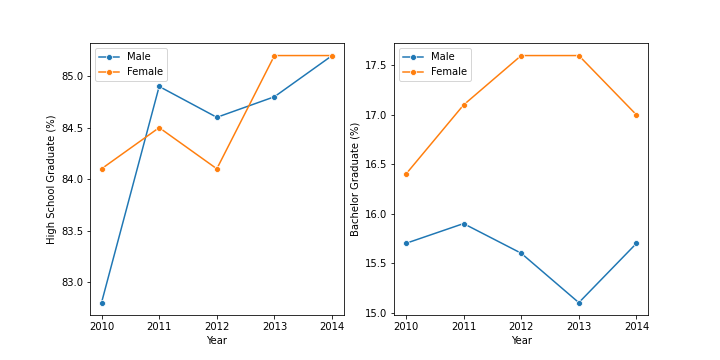 Male
Female
High School Graduate (%)
85.0
84.5
84.0
83.5
83.0
2010 2011 2012 2013 2014
Year
Male
Female
Bachelor Graduate (%)
17.5
17.0
16.5
16.0
15.5
15.0
2010 2011 2012 2013 2014
Year